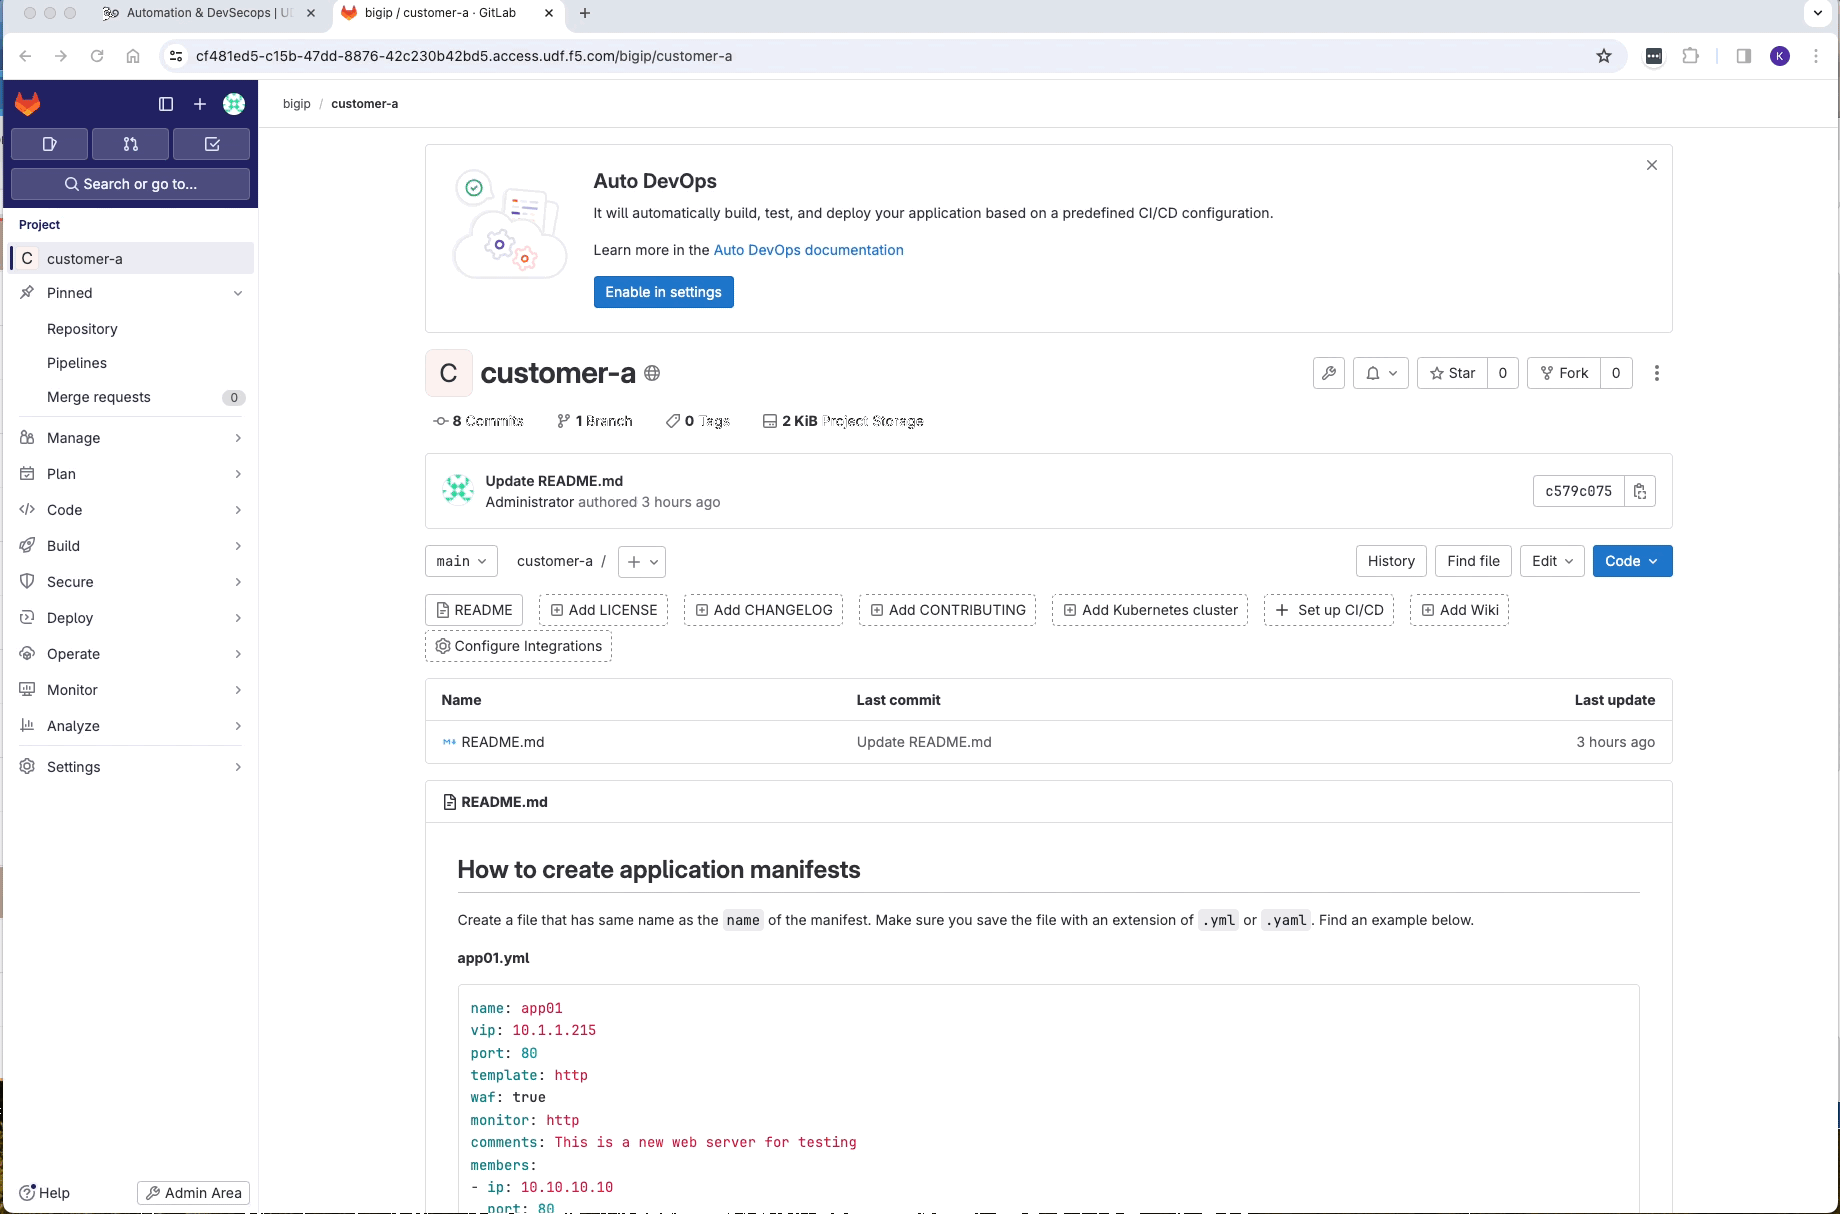 Automation & DevSecops | U
bigip / customer-a · GitLab
cf481ed5-c15b-47dd-8876-42c230b42bd5.access.udf.f5.com/bigip/customer-a
K
bigip / customer-a
Search or go to...
Project
C customer-a
Pinned
Repository
Pipelines
Merge requests 0
Manage
Plan
Code
Build
Secure
Deploy
Operate
Monitor
Analyze
Settings
Help
Admin Area
Auto DevOps
It will automatically build, test, and deploy your application based on a predefined CI/CD configuration.
Learn more in the Auto DevOps documentation
Enable in settings
C customer-a
Star 0 Fork 0
8 Commits 1 Branch 0 Tags 2 KiB Project Storage
Update README.md
Administrator authored 3 hours ago
c579c075
main customer-a / + History Find file Edit Code
README Add LICENSE Add CHANGELOG Add CONTRIBUTING Add Kubernetes cluster Set up CI/CD Add Wiki
Configure Integrations
Name Last commit Last update
README.md Update README.md 3 hours ago
README.md
How to create application manifests
Create a file that has same name as the name of the manifest. Make sure you save the file with an extension of .yml or .yaml. Find an example below.
app01.yml
name: app01
vip: 10.1.1.215
port: 80
template: http
waf: true
monitor: http
comments: This is a new web server for testing
members:
- ip: 10.10.10.10
port: 80